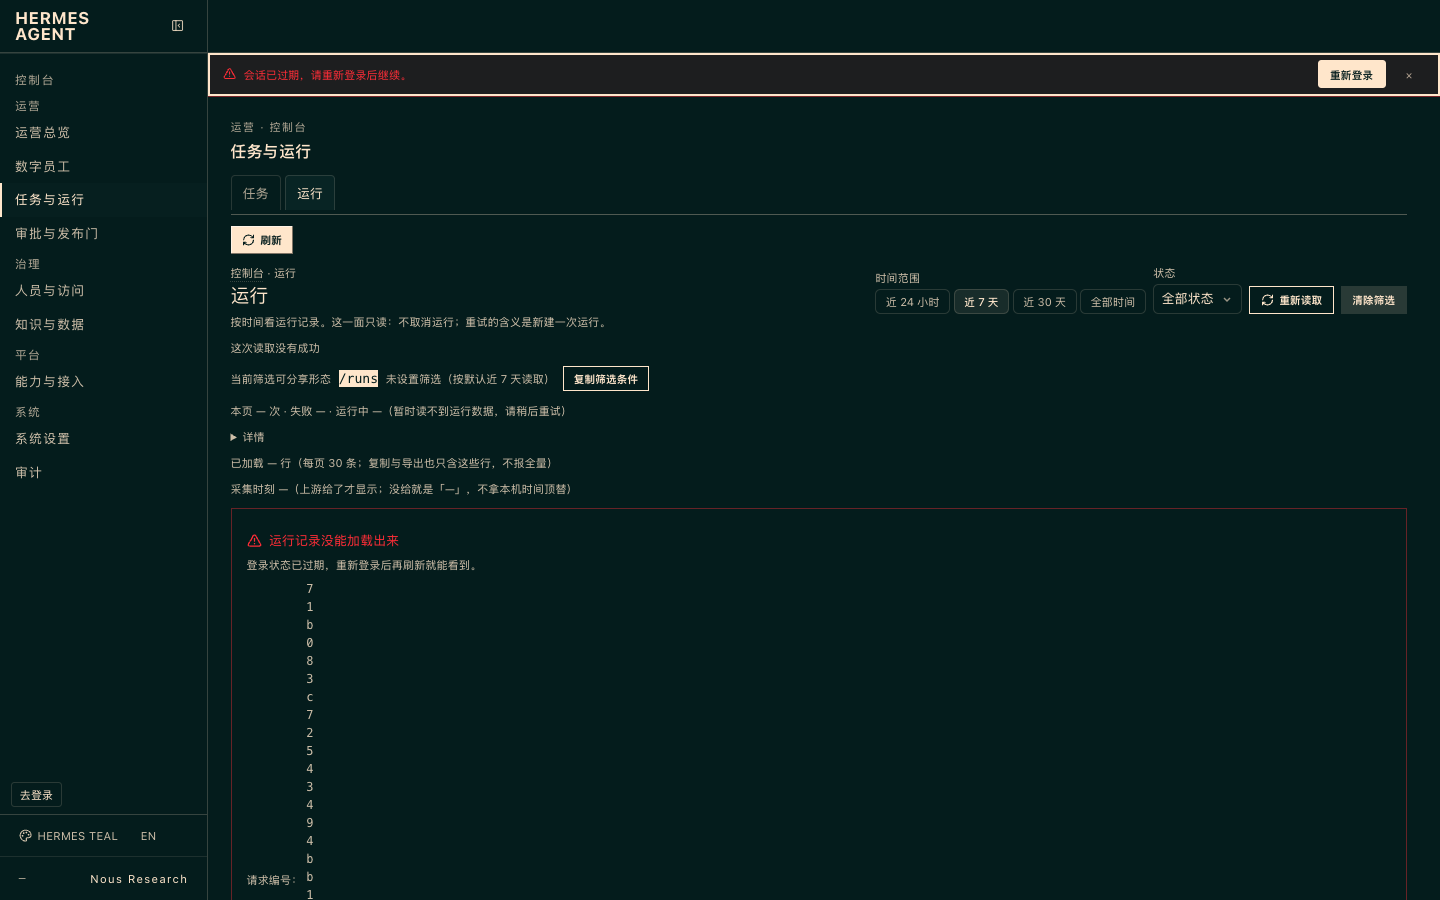 HERMES
AGENT
会话已过期，请重新登录后继续。
重新登录
×
控制台
运营
运营总览
数字员工
任务与运行
审批与发布门
治理
人员与访问
知识与数据
平台
能力与接入
系统
系统设置
审计
去登录
HERMES TEAL
EN
—
Nous Research
运营 · 控制台
任务与运行
任务
运行
刷新
控制台 · 运行
运行
按时间看运行记录。这一面只读：不取消运行；重试的含义是新建一次运行。
时间范围
近 24 小时
近 7 天
近 30 天
全部时间
状态
全部状态
重新读取
清除筛选
这次读取没有成功
当前筛选可分享形态 /runs 未设置筛选（按默认近 7 天读取）
复制筛选条件
本页 — 次 · 失败 — · 运行中 —（暂时读不到运行数据，请稍后重试）
详情
已加载 — 行（每页 30 条；复制与导出也只含这些行，不报全量）
采集时刻 —（上游给了才显示；没给就是「—」，不拿本机时间顶替）
运行记录没能加载出来
登录状态已过期，重新登录后再刷新就能看到。
请求编号：
7
1
b
0
8
3
c
7
2
5
4
3
4
9
4
b
b
1